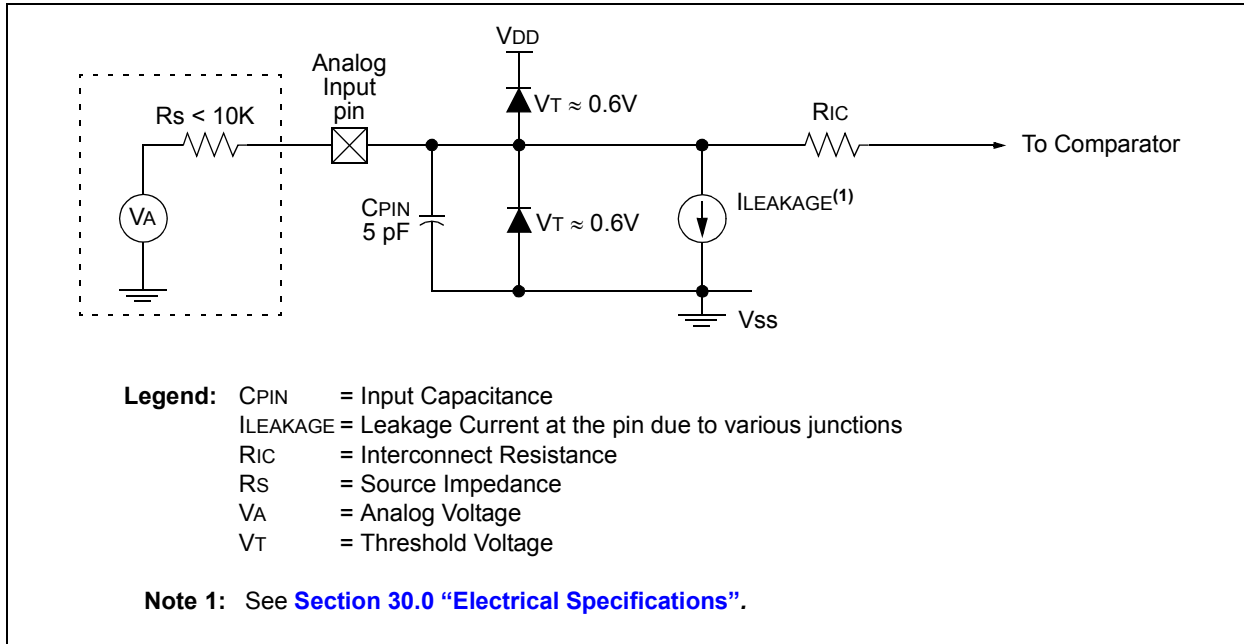 VDD
Analog
Input
pin
Rs < 10K
VT ≈ 0.6V
RIC
To Comparator
VA
CPIN
5 pF
VT ≈ 0.6V
ILEAKAGE(1)
Vss
Legend: CPIN = Input Capacitance
ILEAKAGE = Leakage Current at the pin due to various junctions
RIC = Interconnect Resistance
RS = Source Impedance
VA = Analog Voltage
VT = Threshold Voltage
Note 1: See Section 30.0 “Electrical Specifications”.